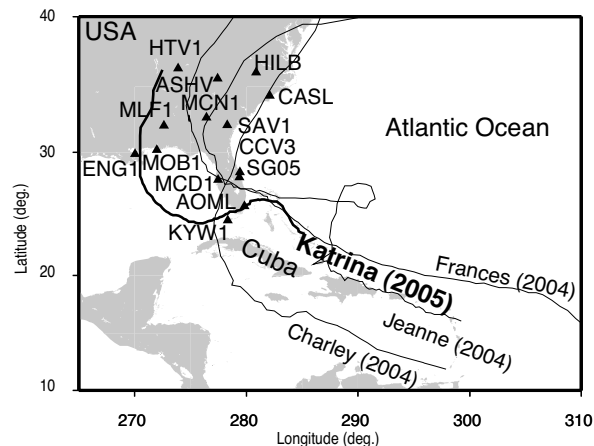 40
USA
HTV1
HILB
ASHV
CASL
MCN1
MLF1
SAV1
Atlantic Ocean
CCV3
30
ENG1
MOB1
SG05
MCD1
AOML
KYW1
Latitude (deg.)
Cuba
Katrina (2005)
Frances (2004)
20
Jeanne (2004)
Charley (2004)
10
270
280
290
300
310
Longitude (deg.)